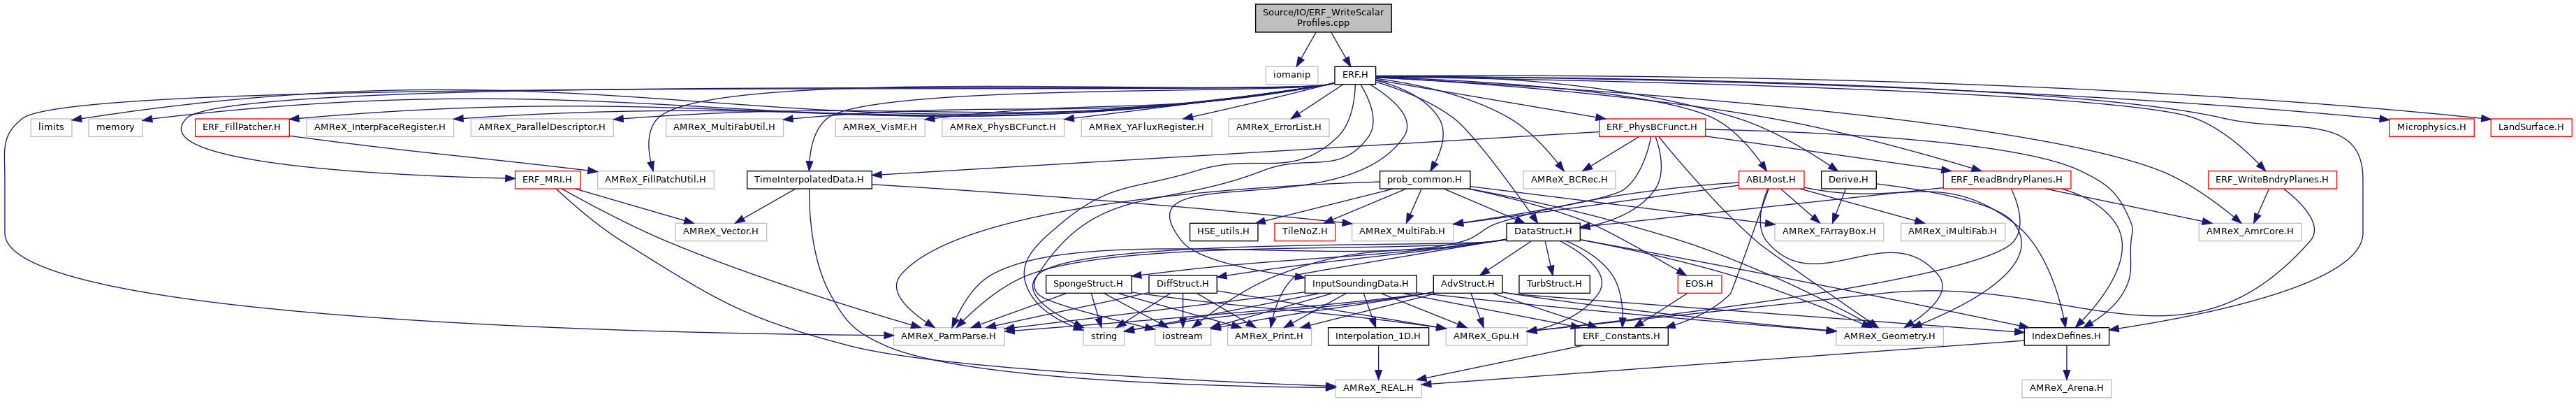 Source/IO/ERF_WriteScalar
Profiles.cpp
iomanip
ERF.H
limits
memory
ERF_FillPatcher.H
AMReX_InterpFaceRegister.H
AMReX_ParallelDescriptor.H
AMReX_MultiFabUtil.H
AMReX_VisMF.H
AMReX_PhysBCFunct.H
AMReX_YAFluxRegister.H
AMReX_ErrorList.H
ERF_PhysBCFunct.H
Microphysics.H
LandSurface.H
ERF_MRI.H
AMReX_FillPatchUtil.H
TimeInterpolatedData.H
prob_common.H
AMReX_BCRec.H
ABLMost.H
Derive.H
ERF_ReadBndryPlanes.H
ERF_WriteBndryPlanes.H
AMReX_Vector.H
HSE_utils.H
TileNoZ.H
AMReX_MultiFab.H
DataStruct.H
AMReX_FArrayBox.H
AMReX_iMultiFab.H
AMReX_AmrCore.H
SpongeStruct.H
DiffStruct.H
InputSoundingData.H
AdvStruct.H
TurbStruct.H
EOS.H
AMReX_ParmParse.H
string
iostream
AMReX_Print.H
Interpolation_1D.H
AMReX_Gpu.H
ERF_Constants.H
AMReX_Geometry.H
IndexDefines.H
AMReX_REAL.H
AMReX_Arena.H